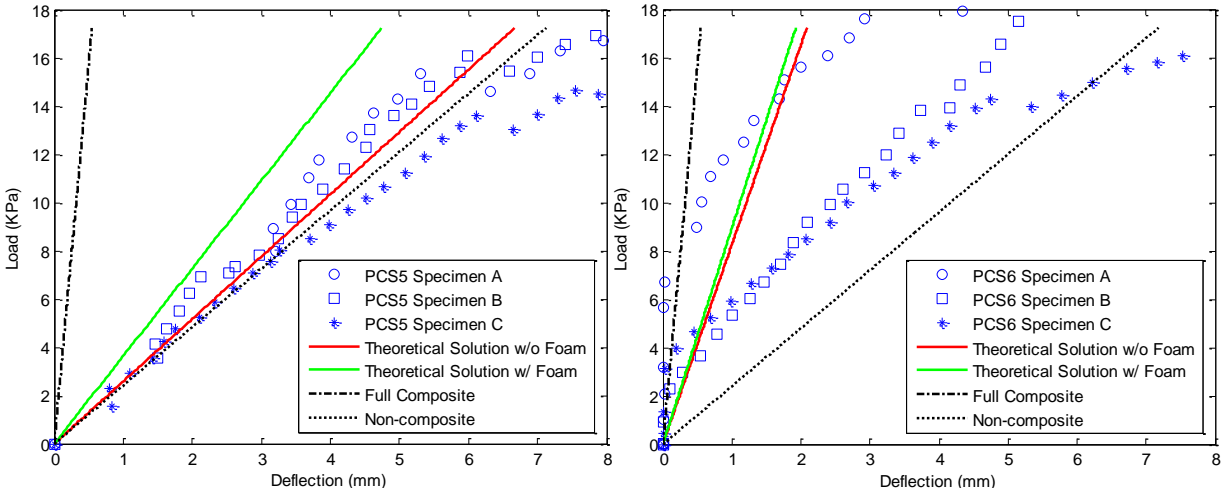 18
16
14
12
10
8
6
4
2
0
Load (KPa)
0 1 2 3 4 5 6 7 8
Deflection (mm)
PCS5 Specimen A
PCS5 Specimen B
PCS5 Specimen C
Theoretical Solution w/o Foam
Theoretical Solution w/ Foam
Full Composite
Non-composite
18
16
14
12
10
8
6
4
2
0
Load (KPa)
0 1 2 3 4 5 6 7 8
Deflection (mm)
PCS6 Specimen A
PCS6 Specimen B
PCS6 Specimen C
Theoretical Solution w/o Foam
Theoretical Solution w/ Foam
Full Composite
Non-composite